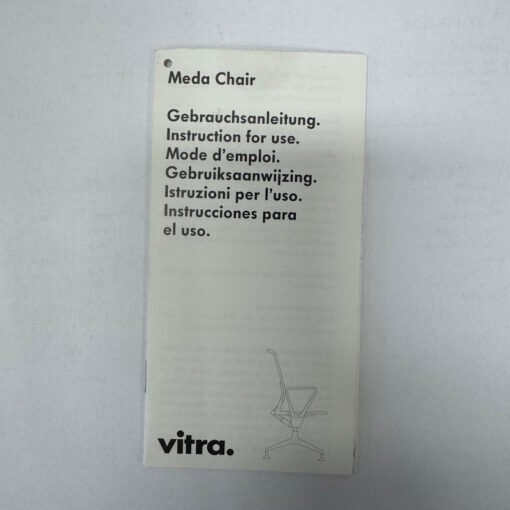 Meda Chair
Gebrauchsanleitung.
Instruction for use.
Mode d'emploi.
Gebruiksaanwijzing.
Istruzioni per l'uso.
Instrucciones para
el uso.
vitra.